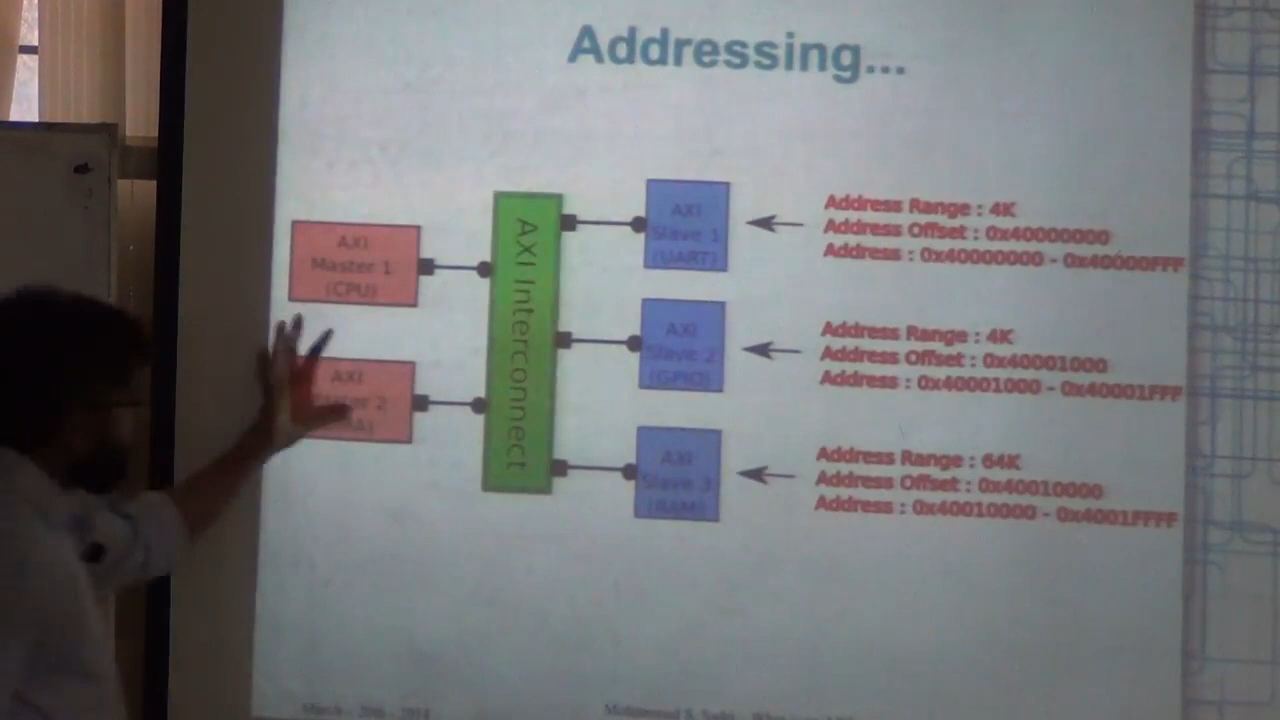 Addressing...
AXI
Master 1
(CPU)
AXI
2
AXI Interconnect
AXI
Slave 1
(UART)
AXI
Slave 2
(GPIO)
AXI
Slave 3
(RAM)
Address Range : 4K
Address Offset : 0x40000000
Address : 0x40000000 - 0x40000FFF
Address Range : 4K
Address Offset : 0x40001000
Address : 0x40001000 - 0x40001FFF
Address Range : 64K
Address Offset : 0x40010000
Address : 0x40010000 - 0x4001FFFF